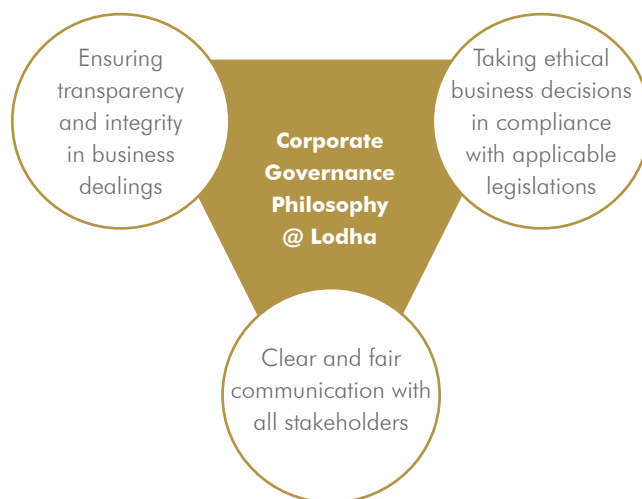 Ensuring
transparency
and integrity
in business
dealings
Corporate
Governance
Philosophy
@ Lodha
Taking ethical
business decisions
in compliance
with applicable
legislations
Clear and fair
communication with
all stakeholders